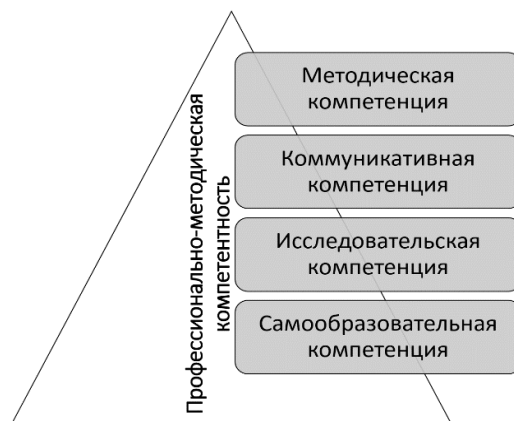 Профессионально-методическая
компетентность
Методическая
компетенция
Коммуникативная
компетенция
Исследовательская
компетенция
Самообразовательная
компетенция